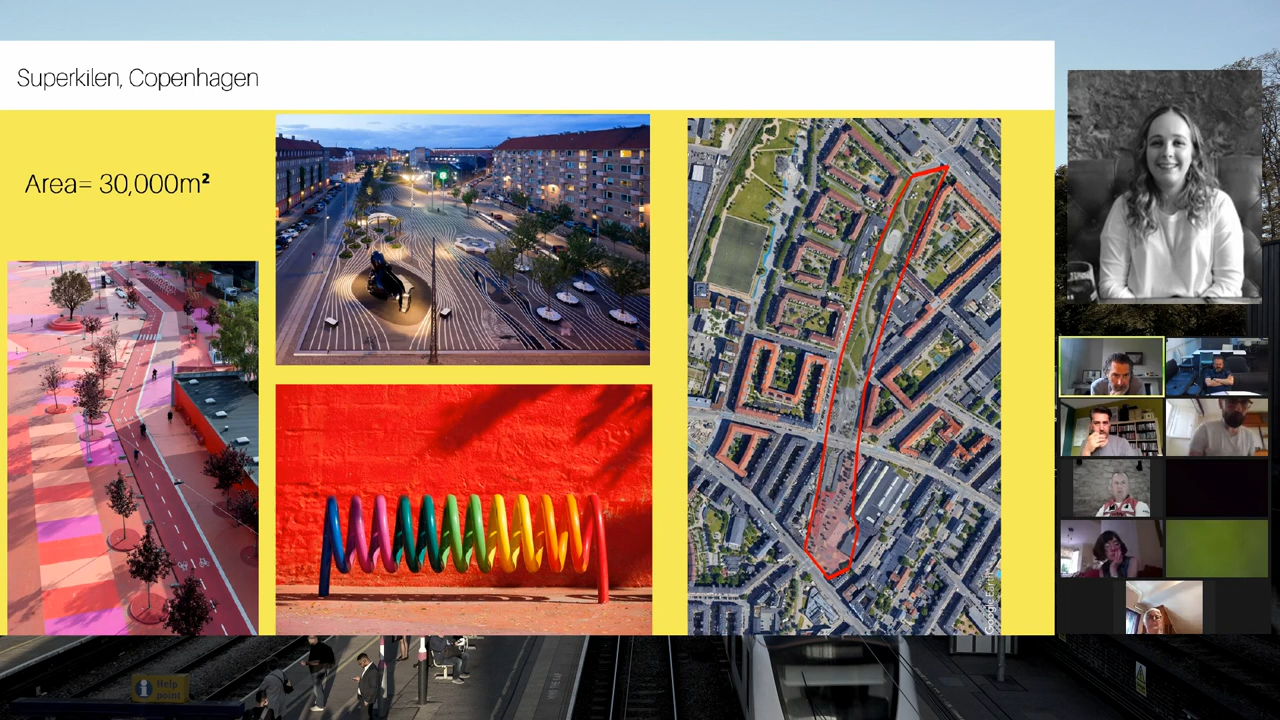 Superkilen, Copenhagen
Area= 30,000m²
Google Earth
Help
point